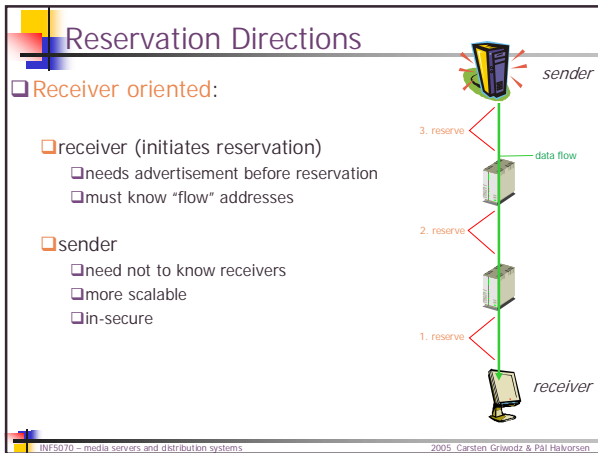 Reservation Directions
Receiver oriented:
receiver (initiates reservation)
needs advertisement before reservation
must know “flow” addresses
sender
need not to know receivers
more scalable
in-secure
sender
3. reserve
data flow
2. reserve
1. reserve
receiver
INF5070 – media servers and distribution systems
2005 Carsten Griwodz & Pål Halvorsen